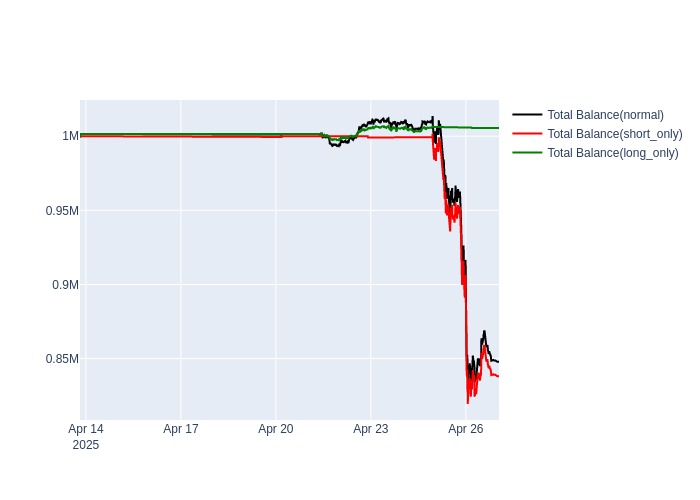 Total Balance(normal)
Total Balance(short_only)
Total Balance(long_only)
1M
0.95M
0.9M
0.85M
Apr 14
2025
Apr 17
Apr 20
Apr 23
Apr 26